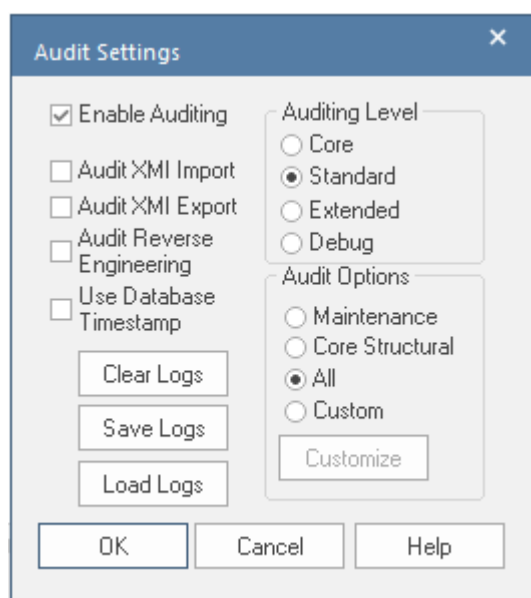 Audit Settings
Enable Auditing
Audit XMI Import
Audit XMI Export
Audit Reverse
Engineering
Use Database
Timestamp
Clear Logs
Save Logs
Load Logs
Auditing Level
Core
Standard
Extended
Debug
Audit Options
Maintenance
Core Structural
All
Custom
Customize
OK
Cancel
Help